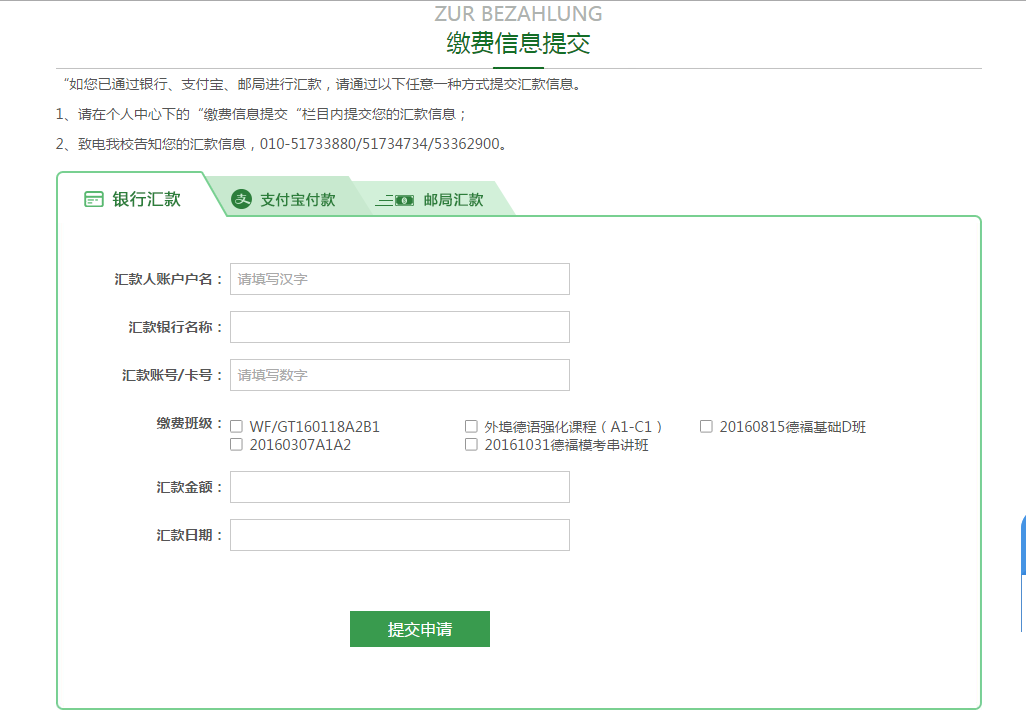 ZUR BEZAHLUNG
缴费信息提交
“如您已通过银行、支付宝、邮局进行汇款，请通过以下任意一种方式提交汇款信息。
1、请在个人中心下的“缴费信息提交“栏目内提交您的汇款信息；
2、致电我校告知您的汇款信息，010-51733880/51734734/53362900。
银行汇款 支付宝付款 邮局汇款
汇款人账户户名： 请填写汉字
汇款银行名称：
汇款账号/卡号： 请填写数字
缴费班级： WF/GT160118A2B1 外埠德语强化课程（A1-C1） 20160815德福基础D班
20160307A1A2 20161031德福模考串讲班
汇款金额：
汇款日期：
提交申请